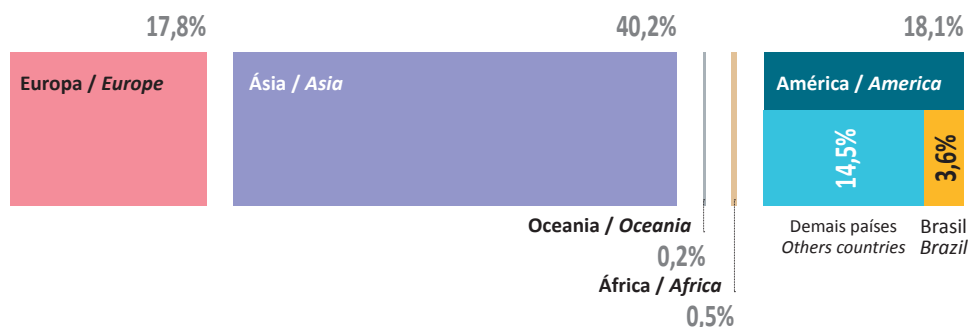 17,8%
40,2%
18,1%
Europa / Europe
Ásia / Asia
América / America
14,5%
3,6%
Oceania / Oceania
0,2%
Demais países
Others countries
Brasil
Brazil
África / Africa
0,5%